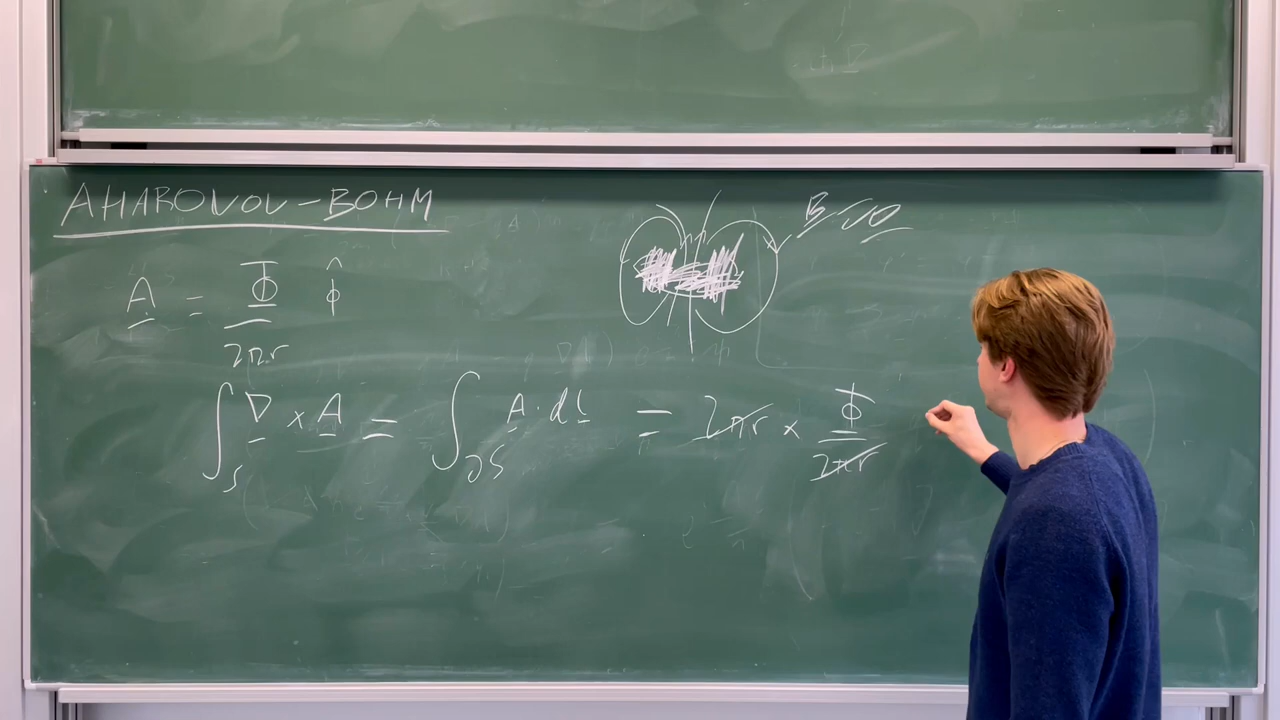 AHARONOV-BOHM
B~0
A = Φ/2πr φ̂
∫_S ∇ × A = ∫_∂S A · dl = 2πr × Φ/2πr